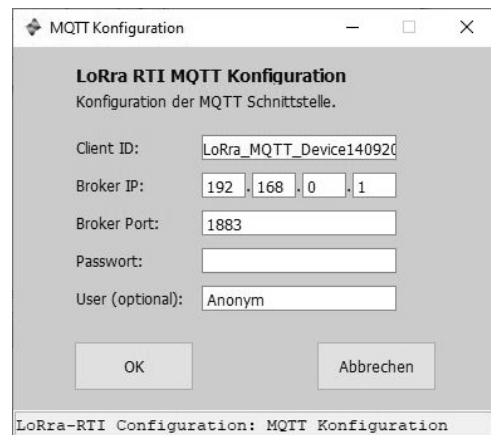 MQTT Konfiguration
LoRra RTI MQTT Konfiguration
Konfiguration der MQTT Schnittstelle.
Client ID: LoRra_MQTT_Device140920
Broker IP: 192 . 168 . 0 . 1
Broker Port: 1883
Passwort:
User (optional): Anonym
OK Abbrechen
LoRra-RTI Configuration: MQTT Konfiguration